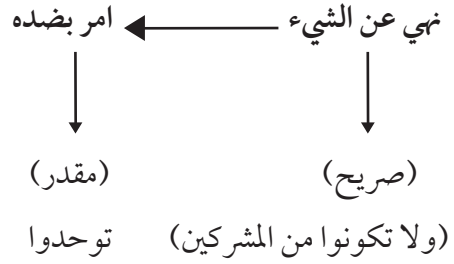 نهي عن الشيء امر بضده
(صريح) (مقدر)
(ولا تكونوا من المشركين) توحدوا